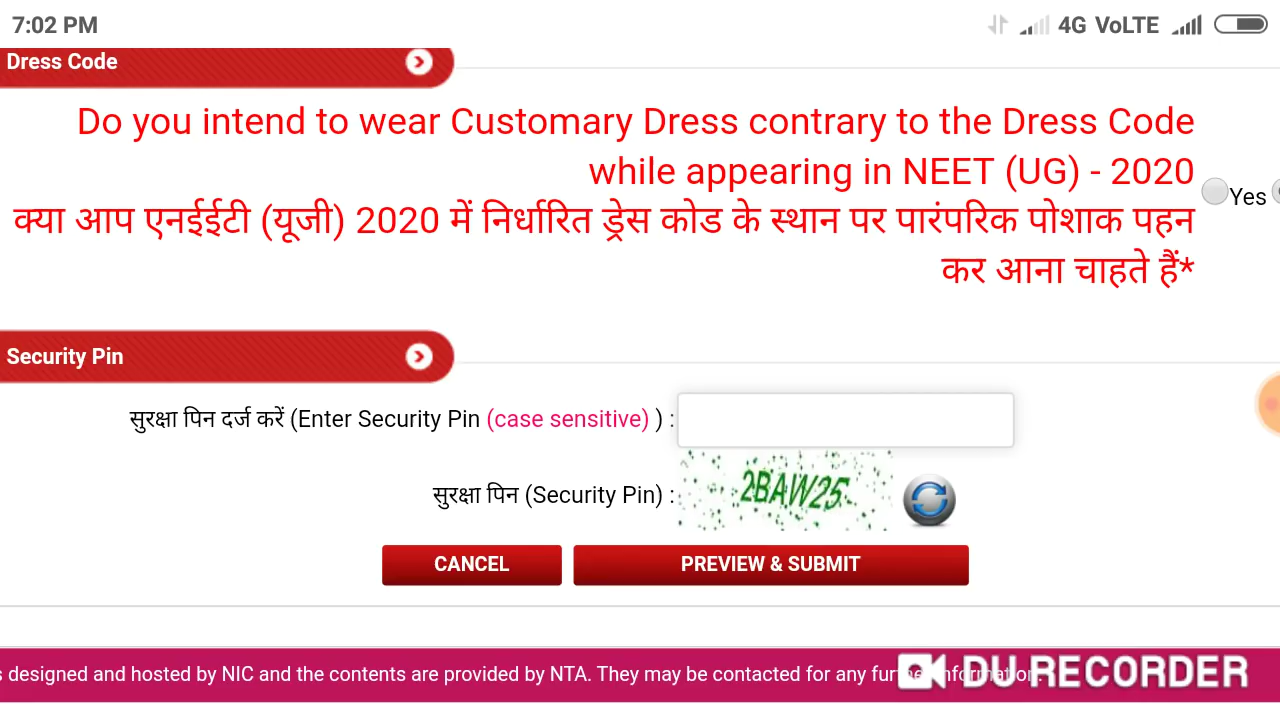 7:02 PM 4G VoLTE
Dress Code
Do you intend to wear Customary Dress contrary to the Dress Code
while appearing in NEET (UG) - 2020
Yes
क्या आप एनईईटी (यूजी) 2020 में निर्धारित ड्रेस कोड के स्थान पर पारंपरिक पोशाक पहन
कर आना चाहते हैं*
Security Pin
सुरक्षा पिन दर्ज करें (Enter Security Pin (case sensitive) ) :
सुरक्षा पिन (Security Pin) : 2BAW25
CANCEL PREVIEW & SUBMIT
designed and hosted by NIC and the contents are provided by NTA. They may be contacted for any further information.
DU RECORDER